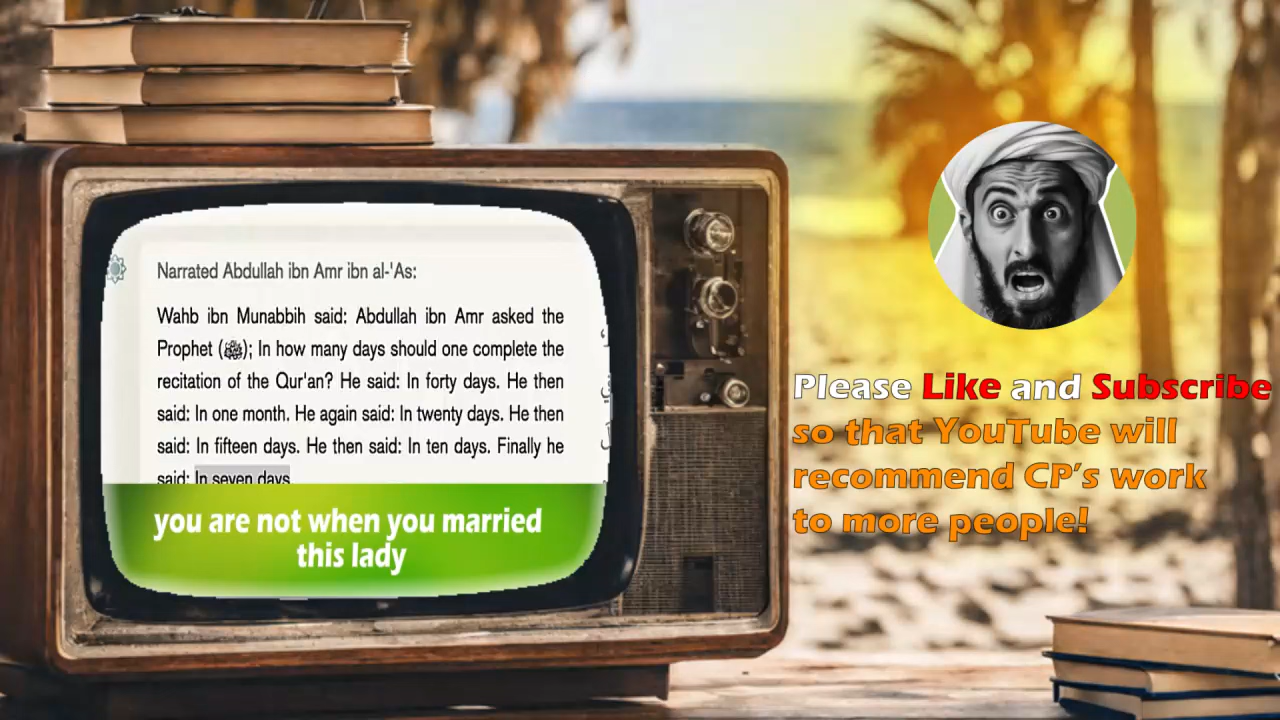 Narrated Abdullah ibn Amr ibn al-'As:
Wahb ibn Munabbih said: Abdullah ibn Amr asked the
Prophet (ﷺ); In how many days should one complete the
recitation of the Qur'an? He said: In forty days. He then
said: In one month. He again said: In twenty days. He then
said: In fifteen days. He then said: In ten days. Finally he
said: In seven days
you are not when you married
this lady
Please Like and Subscribe
so that YouTube will
recommend CP’s work
to more people!